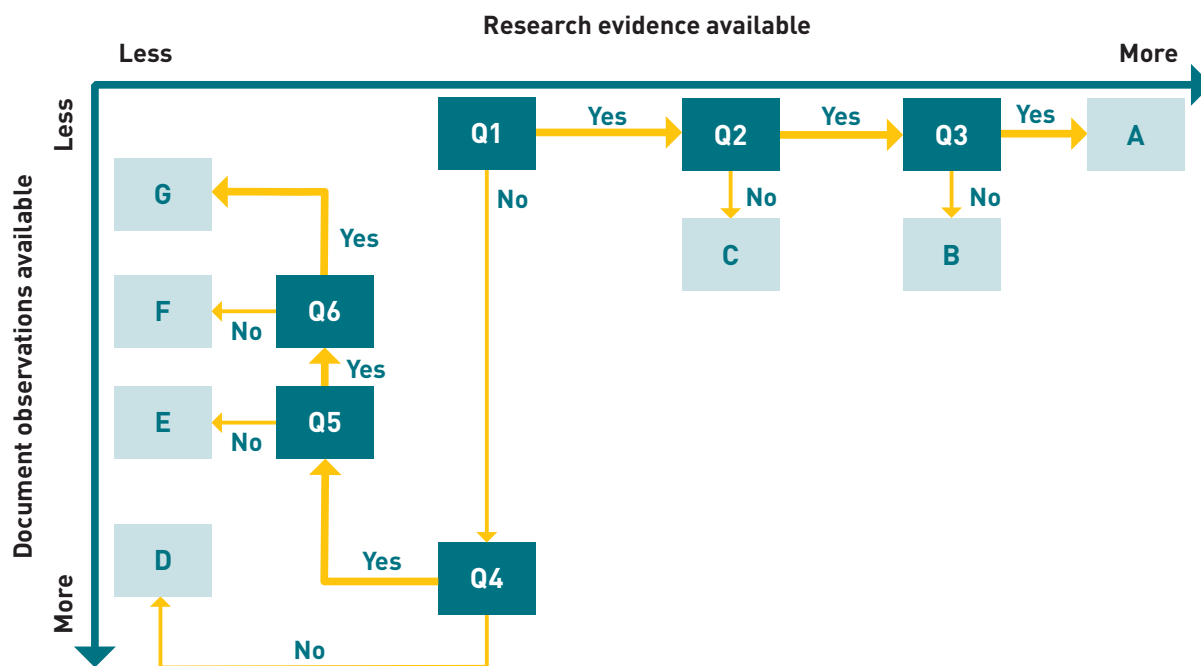 Research evidence available
Less
More
Document observations available
Less
More
Q1
Yes
Q2
Yes
Q3
Yes
A
No
No
No
C
B
G
Yes
F
No
Q6
Yes
E
No
Q5
D
Yes
Q4
No